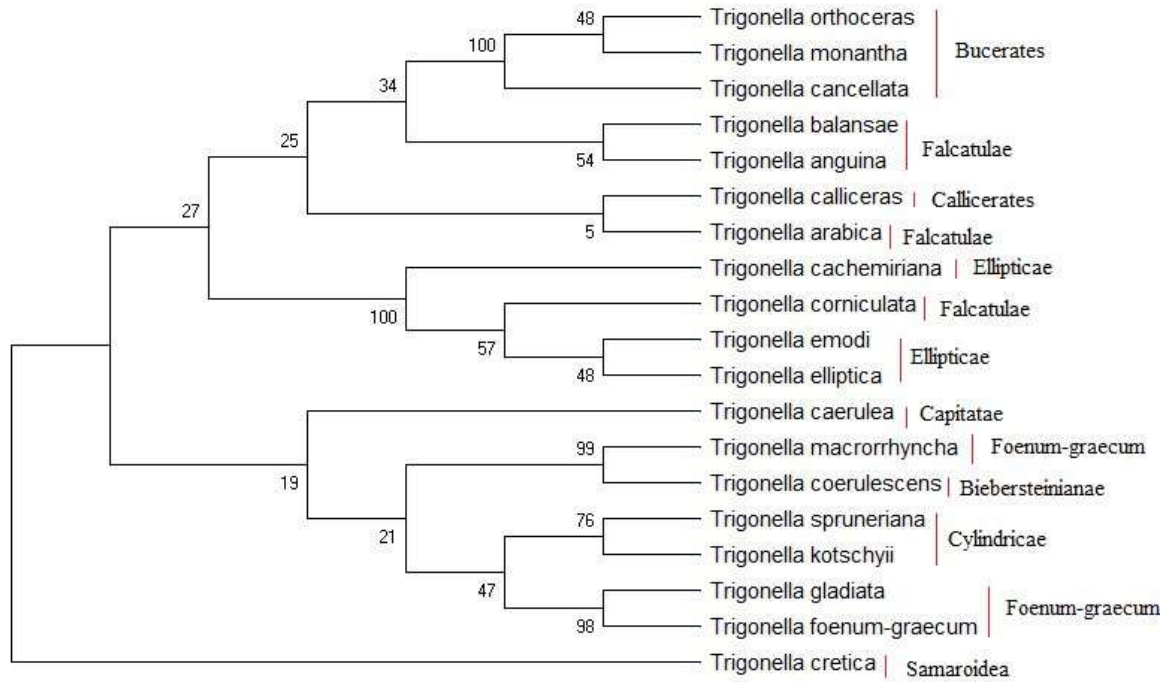 48
Trigonella orthoceras
100
Trigonella monantha
Bucerates
34
Trigonella cancellata
25
Trigonella balansae
54
Trigonella anguina
Falcatulae
27
Trigonella calliceras
Callicerates
5
Trigonella arabica
Falcatulae
Trigonella cachemiriana
Ellipticae
100
Trigonella corniculata
Falcatulae
57
Trigonella emodi
Ellipticae
48
Trigonella elliptica
Trigonella caerulea
Capitatae
99
Trigonella macrorrhyncha
Foenum-graecum
19
Trigonella coerulescens
Biebersteinianae
76
Trigonella spruneriana
21
Cylindricae
Trigonella kotschyii
47
Trigonella gladiata
Foenum-graecum
98
Trigonella foenum-graecum
Trigonella cretica
Samaroidea